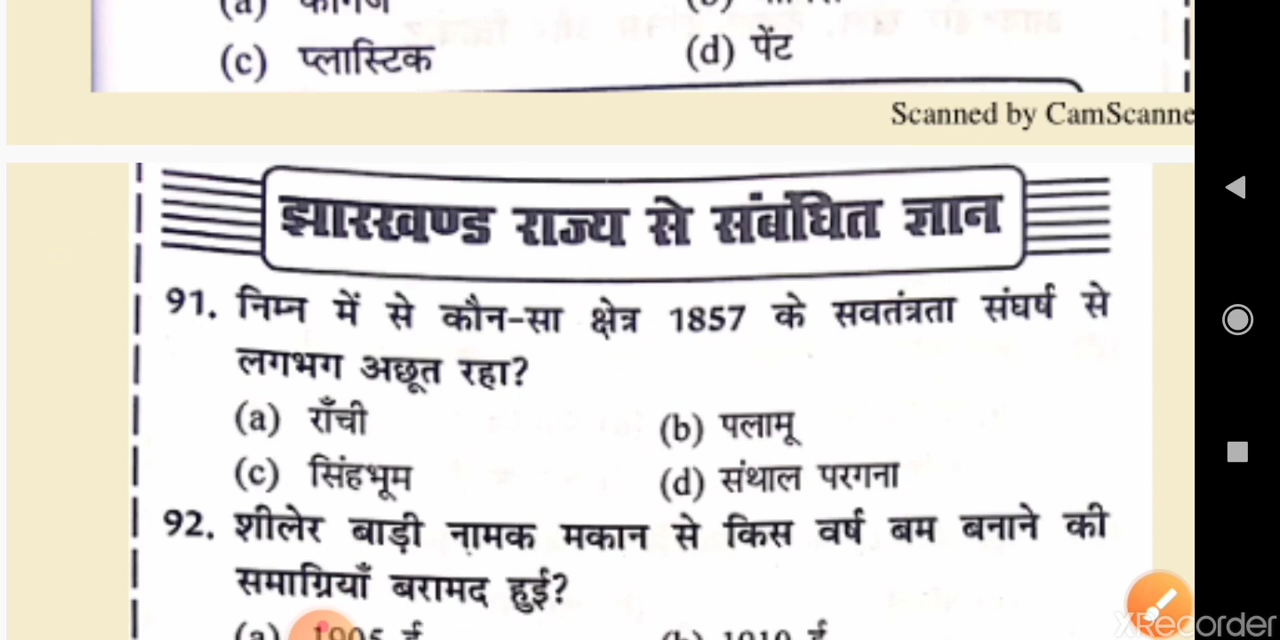 (c) प्लास्टिक (d) पेंट
Scanned by CamScanne
झारखण्ड राज्य से संबंधित ज्ञान
91. निम्न में से कौन-सा क्षेत्र 1857 के सवतंत्रता संघर्ष से
लगभग अछूत रहा?
(a) राँची (b) पलामू
(c) सिंहभूम (d) संथाल परगना
92. शीलेर बाड़ी नामक मकान से किस वर्ष बम बनाने की
समाग्रियाँ बरामद हुई?
XRecorder